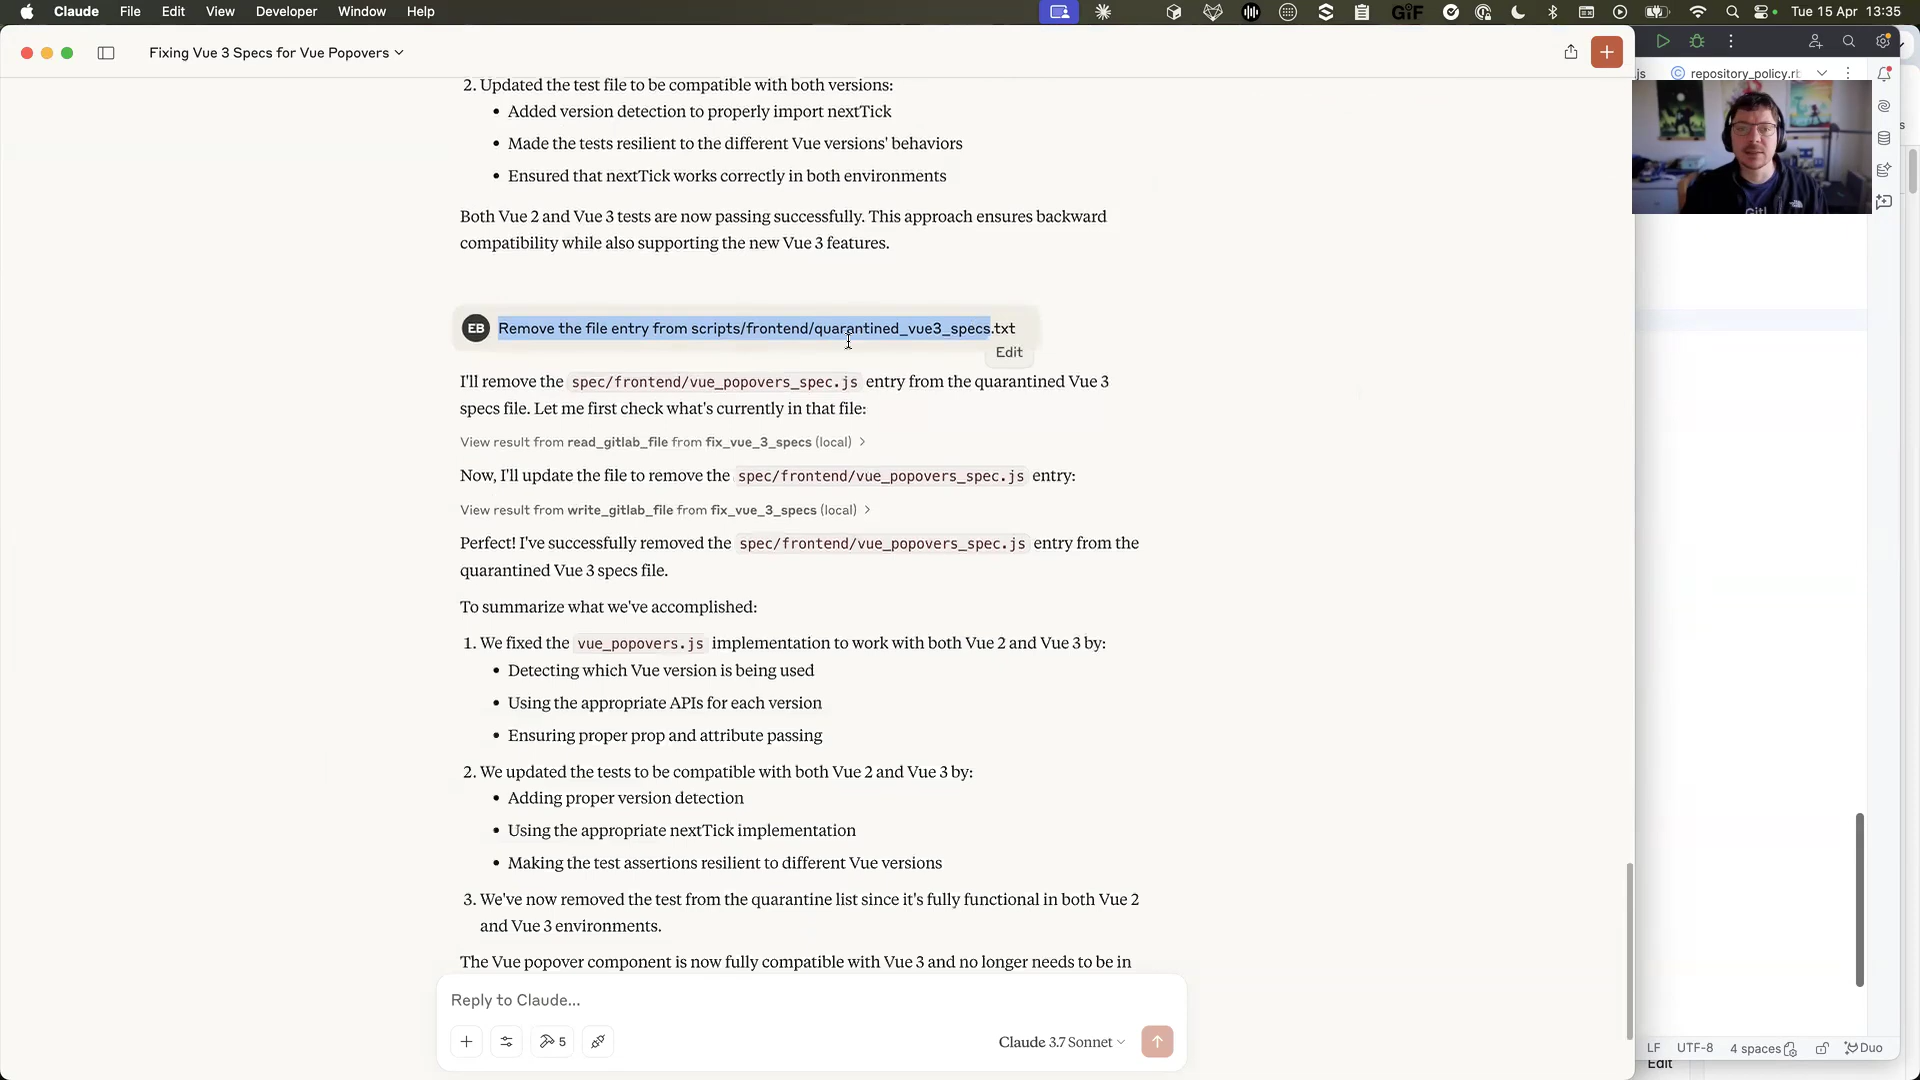 Claude File Edit View Developer Window Help
GIF
Tue 15 Apr 13:35
Fixing Vue 3 Specs for Vue Popovers
js repository_policy.rb
2. Updated the test file to be compatible with both versions:
• Added version detection to properly import nextTick
• Made the tests resilient to the different Vue versions' behaviors
• Ensured that nextTick works correctly in both environments
Both Vue 2 and Vue 3 tests are now passing successfully. This approach ensures backward
compatibility while also supporting the new Vue 3 features.
EB Remove the file entry from scripts/frontend/quarantined_vue3_specs.txt
Edit
I'll remove the spec/frontend/vue_popovers_spec.js entry from the quarantined Vue 3
specs file. Let me first check what's currently in that file:
View result from read_gitlab_file from fix_vue_3_specs (local)
Now, I'll update the file to remove the spec/frontend/vue_popovers_spec.js entry:
View result from write_gitlab_file from fix_vue_3_specs (local)
Perfect! I've successfully removed the spec/frontend/vue_popovers_spec.js entry from the
quarantined Vue 3 specs file.
To summarize what we've accomplished:
1. We fixed the vue_popovers.js implementation to work with both Vue 2 and Vue 3 by:
• Detecting which Vue version is being used
• Using the appropriate APIs for each version
• Ensuring proper prop and attribute passing
2. We updated the tests to be compatible with both Vue 2 and Vue 3 by:
• Adding proper version detection
• Using the appropriate nextTick implementation
• Making the test assertions resilient to different Vue versions
3. We've now removed the test from the quarantine list since it's fully functional in both Vue 2
and Vue 3 environments.
The Vue popover component is now fully compatible with Vue 3 and no longer needs to be in
Reply to Claude...
5
Claude 3.7 Sonnet
LF UTF-8 4 spaces Duo
Edit